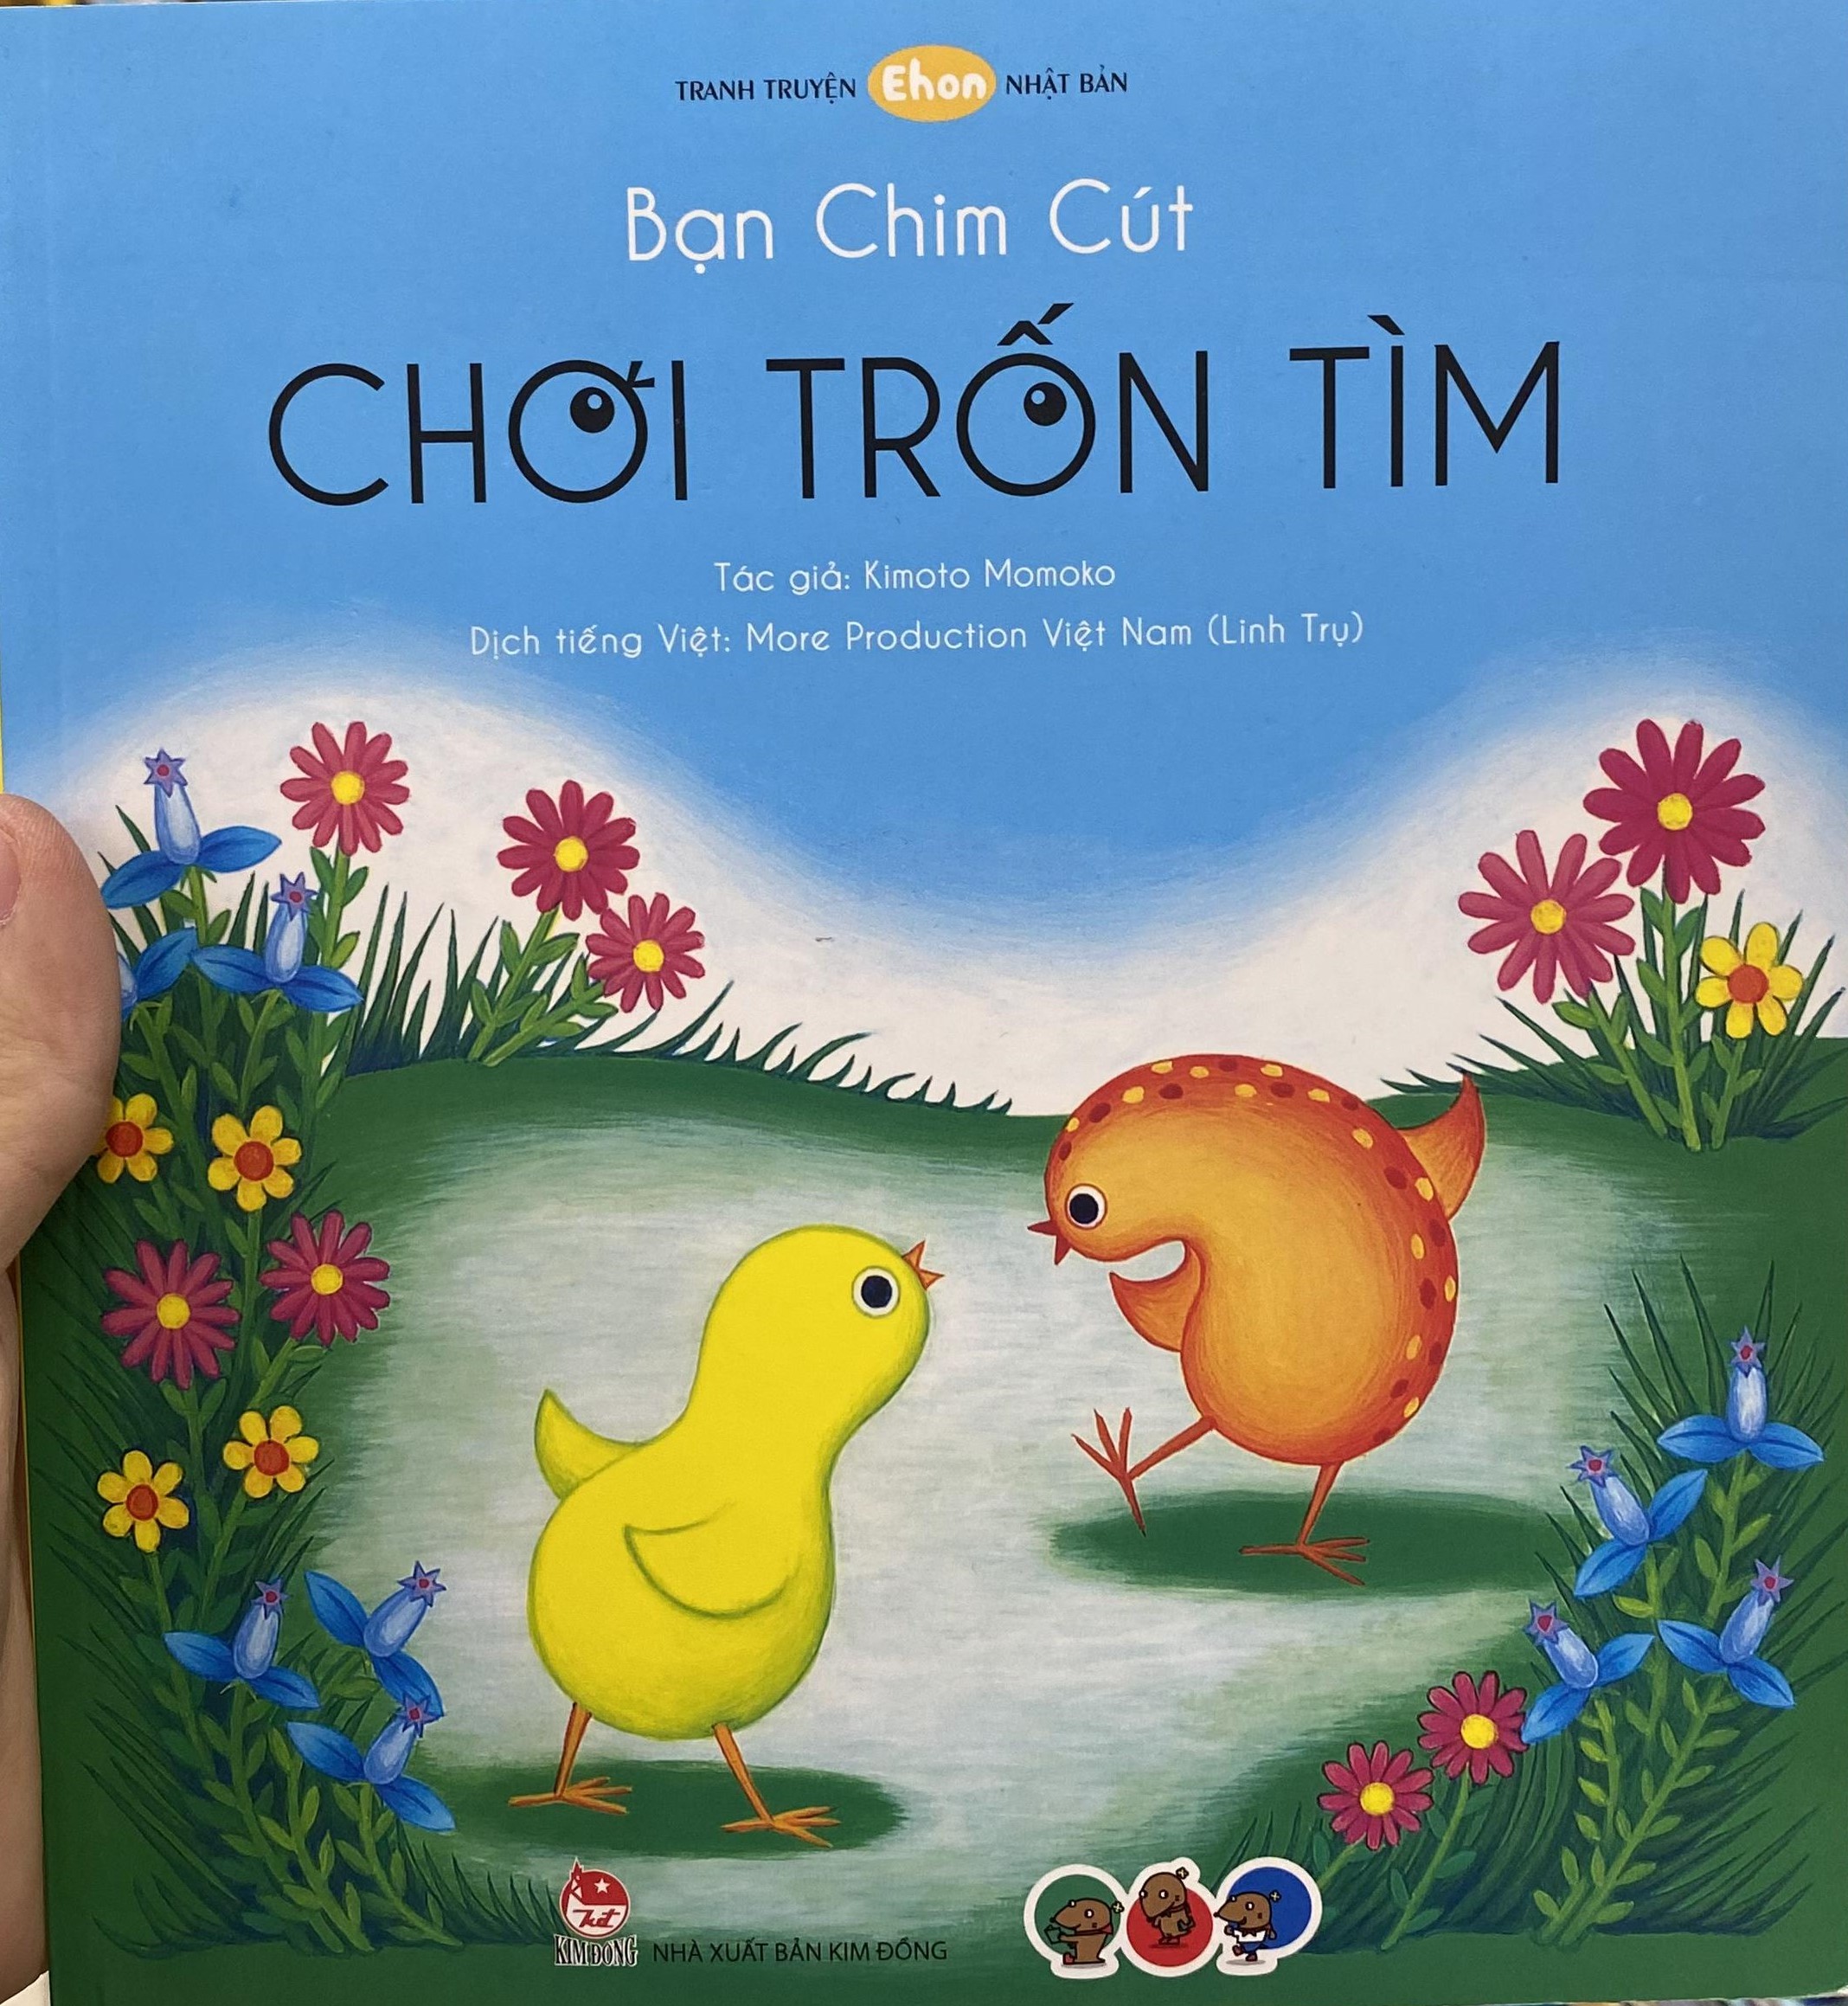 TRANH TRUYỆN Ehon NHẬT BẢN
Bạn Chim Cút
CHƠI TRỐN TÌM
Tác giả: Kimoto Momoko
Dịch tiếng Việt: More Production Việt Nam (Linh Trụ)
KIM ĐỒNG NHÀ XUẤT BẢN KIM ĐỒNG